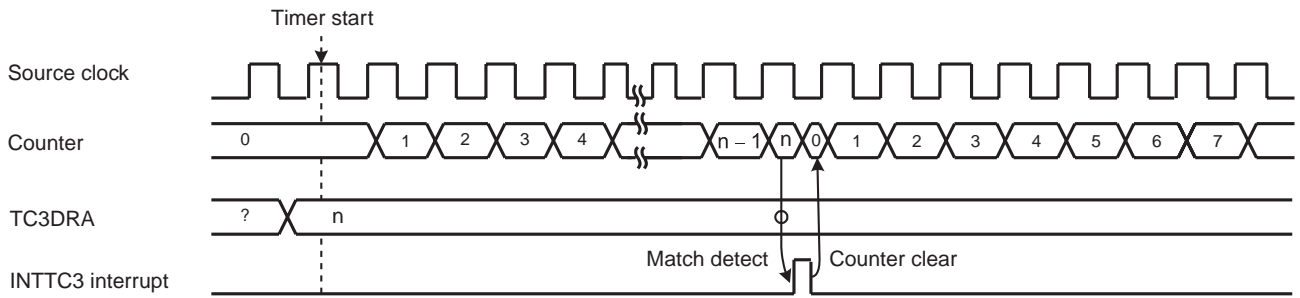 Timer start
Source clock
Counter 0 1 2 3 4 n – 1 n 0 1 2 3 4 5 6 7
TC3DRA ? n
Match detect Counter clear
INTTC3 interrupt